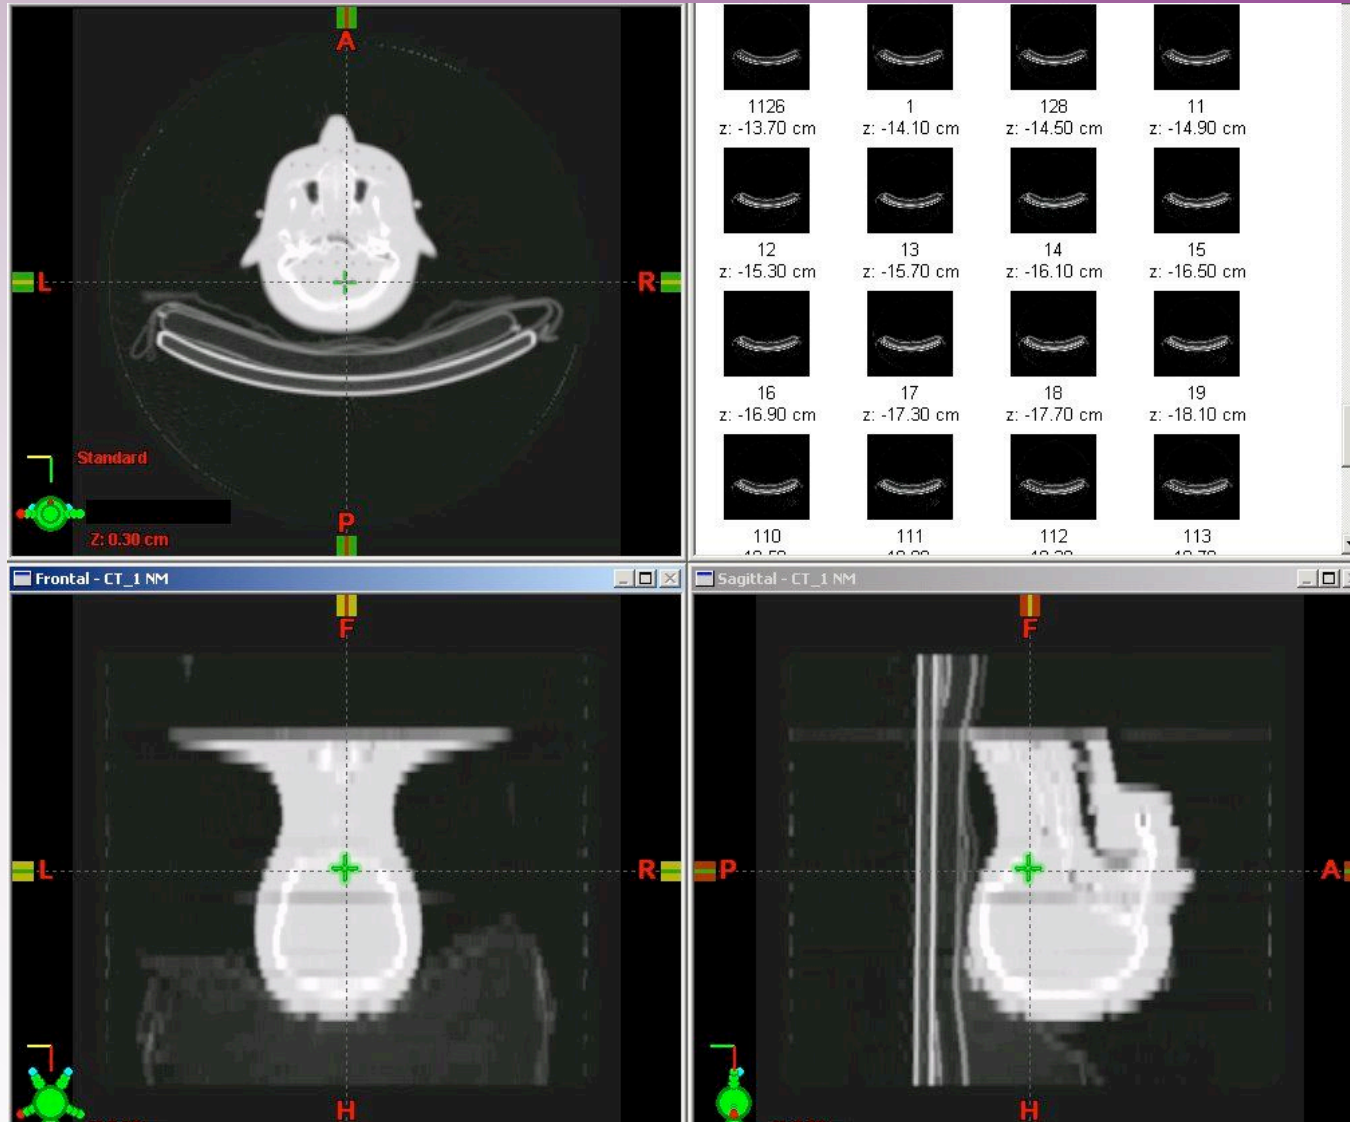 A
L
R
Standard
P
Z: 0.30 cm
1126 1 128 11
z: -13.70 cm z: -14.10 cm z: -14.50 cm z: -14.90 cm
12 13 14 15
z: -15.30 cm z: -15.70 cm z: -16.10 cm z: -16.50 cm
16 17 18 19
z: -16.90 cm z: -17.30 cm z: -17.70 cm z: -18.10 cm
110 111 112 113
Frontal - CT_1 NM
F
L
R
H
Sagittal - CT_1 NM
F
P
A
H